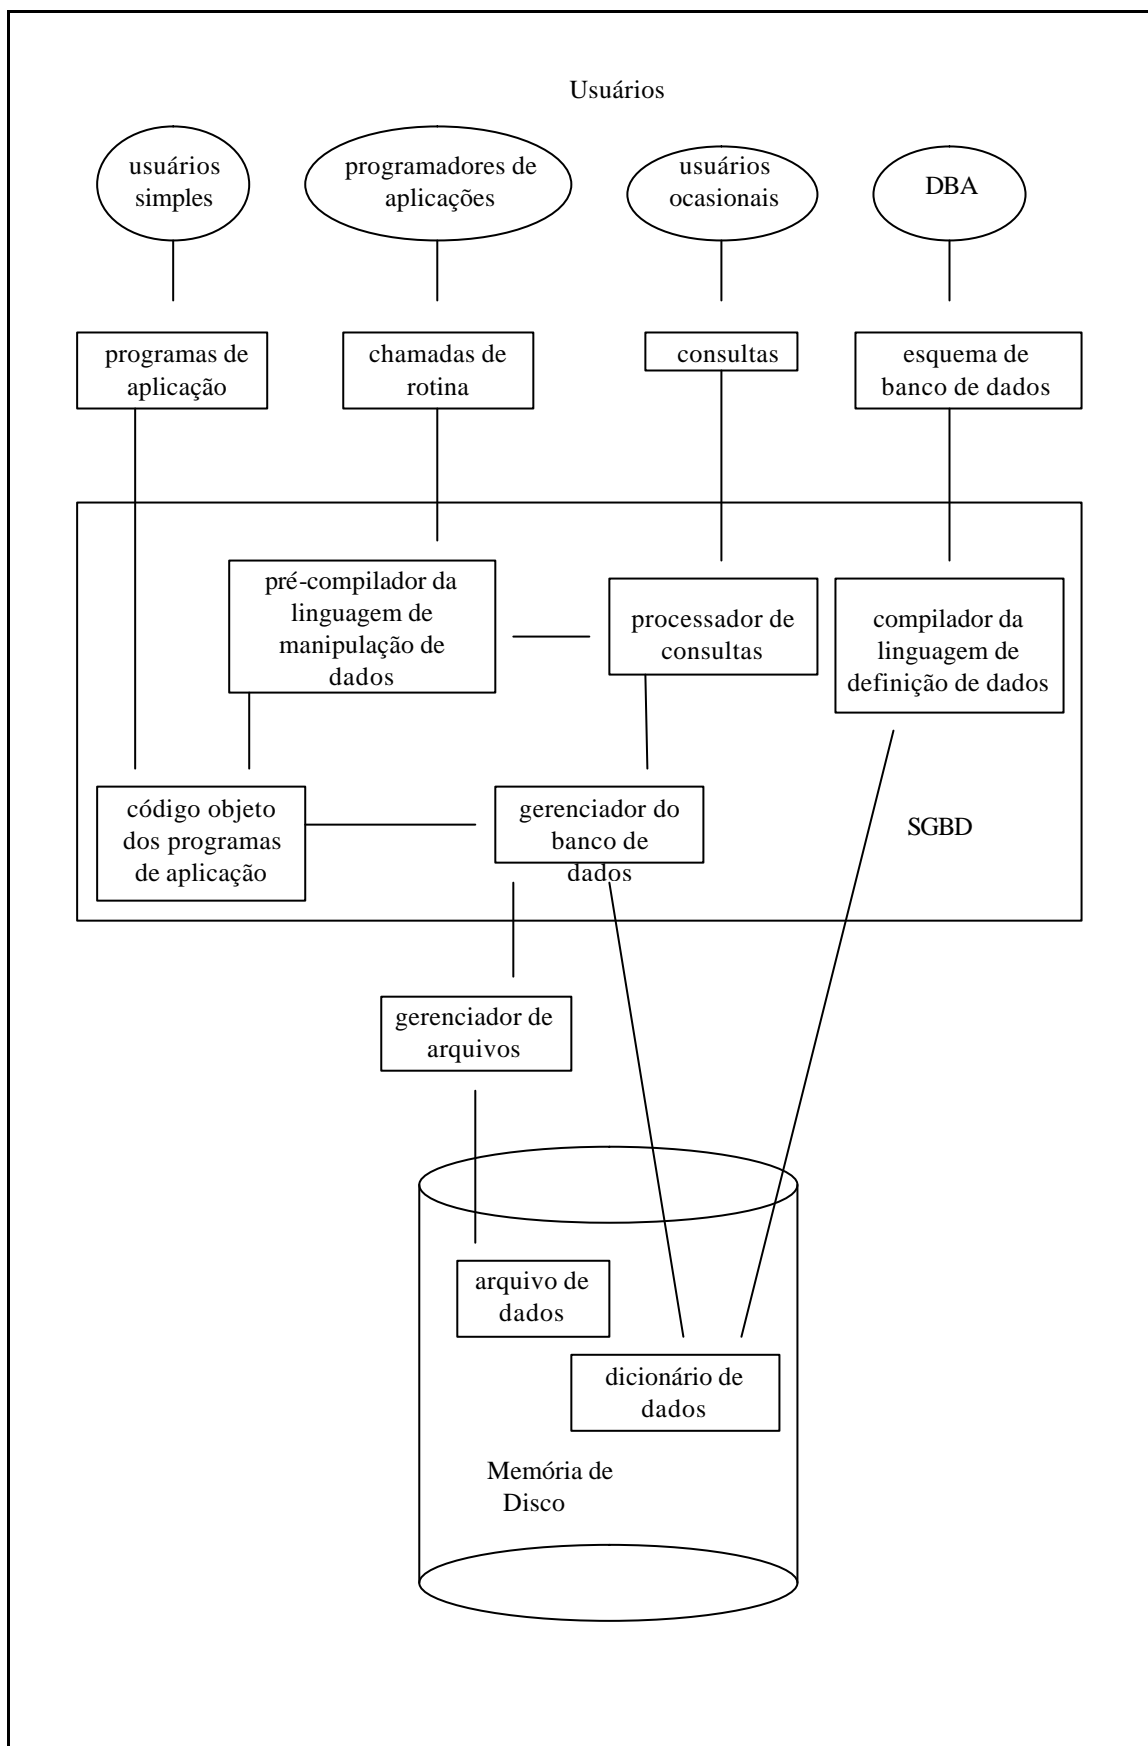 Usuários
usuários
simples
programadores de
aplicações
usuários
ocasionais
DBA
programas de
aplicação
chamadas de
rotina
consultas
esquema de
banco de dados
pré-compilador da
linguagem de
manipulação de
dados
processador de
consultas
compilador da
linguagem de
definição de dados
código objeto
dos programas
de aplicação
gerenciador do
banco de
dados
SGBD
gerenciador de
arquivos
arquivo de
dados
dicionário de
dados
Memória de
Disco